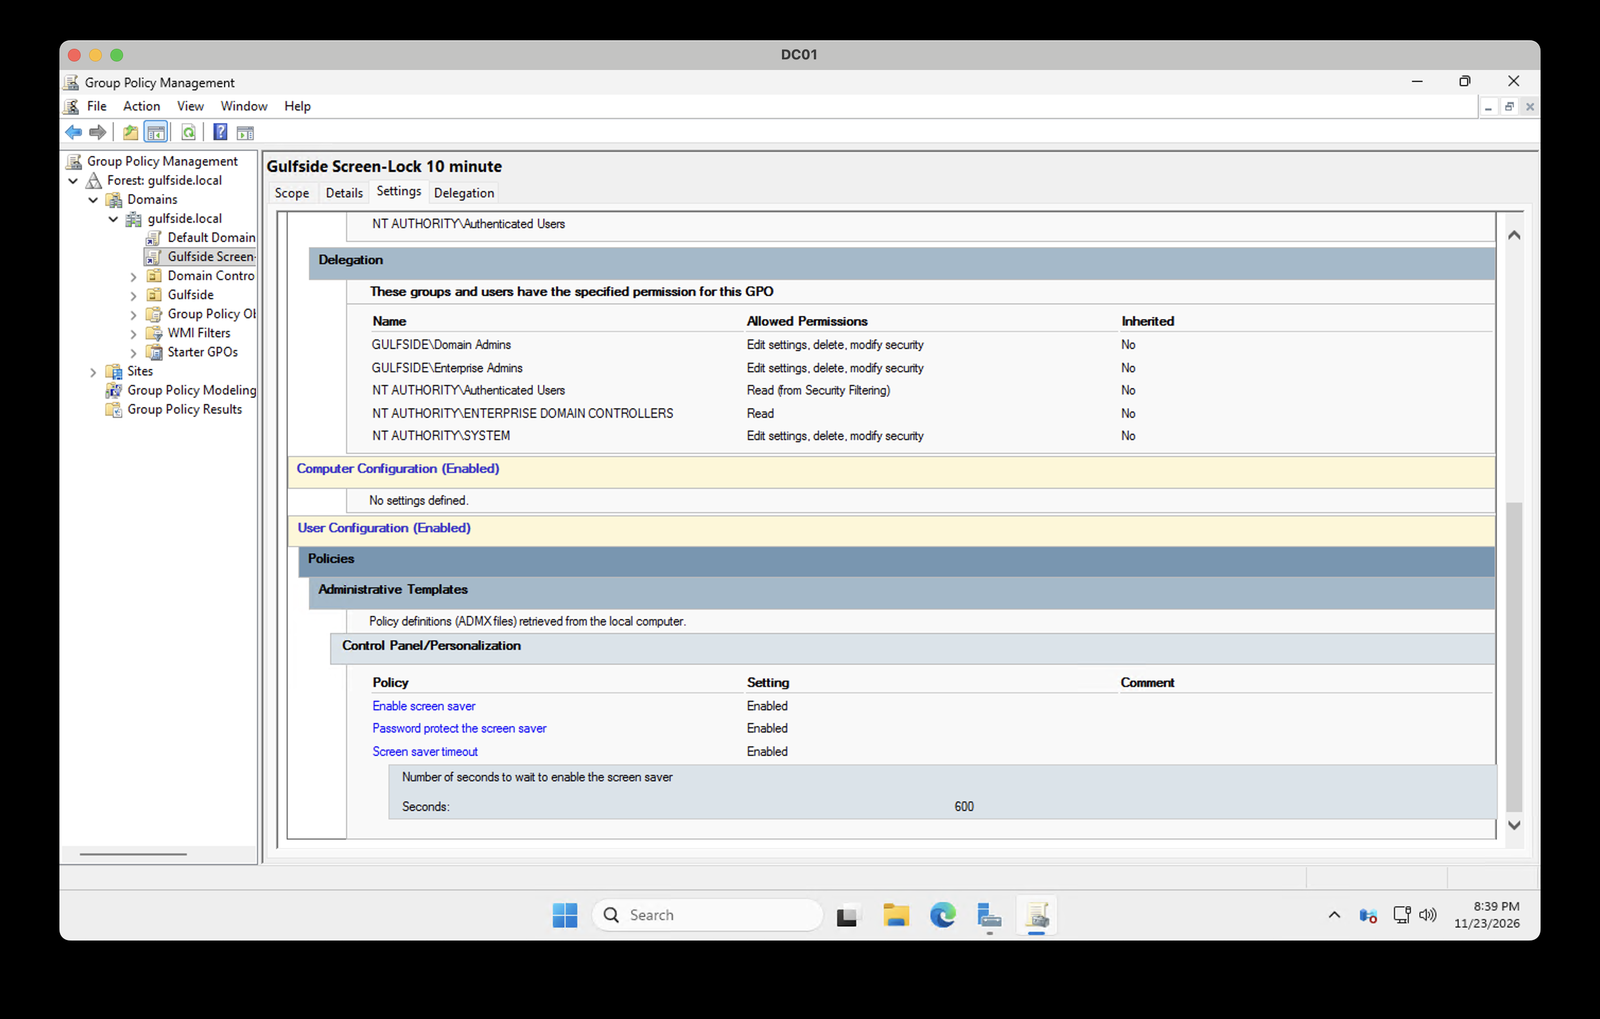 DC01
Group Policy Management
File Action View Window Help
Group Policy Management
Forest: gulfside.local
Domains
gulfside.local
Default Domain
Gulfside Screen-
Domain Contro
Gulfside
Group Policy Ol
WMI Filters
Starter GPOs
Sites
Group Policy Modeling
Group Policy Results
Gulfside Screen-Lock 10 minute
Scope Details Settings Delegation
NT AUTHORITY\Authenticated Users
Delegation
These groups and users have the specified permission for this GPO
Name Allowed Permissions Inherited
GULFSIDE\Domain Admins Edit settings, delete, modify security No
GULFSIDE\Enterprise Admins Edit settings, delete, modify security No
NT AUTHORITY\Authenticated Users Read (from Security Filtering) No
NT AUTHORITY\ENTERPRISE DOMAIN CONTROLLERS Read No
NT AUTHORITY\SYSTEM Edit settings, delete, modify security No
Computer Configuration (Enabled)
No settings defined.
User Configuration (Enabled)
Policies
Administrative Templates
Policy definitions (ADMX files) retrieved from the local computer.
Control Panel/Personalization
Policy Setting Comment
Enable screen saver Enabled
Password protect the screen saver Enabled
Screen saver timeout Enabled
Number of seconds to wait to enable the screen saver
Seconds: 600
Search
8:39 PM
11/23/2026